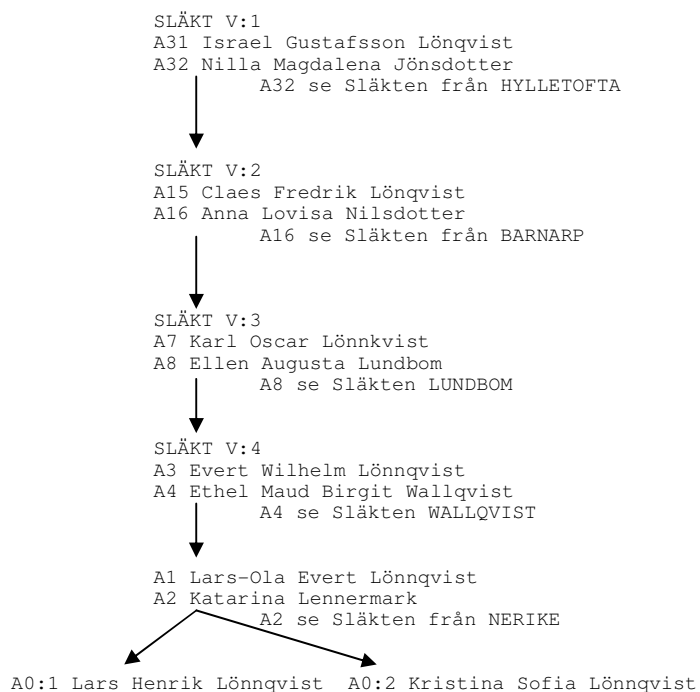 SLÄKT V:1
A31 Israel Gustafsson Lönqvist
A32 Nilla Magdalena Jönsdotter
A32 se Släkten från HYLLETOFTA
SLÄKT V:2
A15 Claes Fredrik Lönqvist
A16 Anna Lovisa Nilsdotter
A16 se Släkten från BARNARP
SLÄKT V:3
A7 Karl Oscar Lönnkvist
A8 Ellen Augusta Lundbom
A8 se Släkten LUNDBOM
SLÄKT V:4
A3 Evert Wilhelm Lönnqvist
A4 Ethel Maud Birgit Wallqvist
A4 se Släkten WALLQVIST
A1 Lars-Ola Evert Lönnqvist
A2 Katarina Lennermark
A2 se Släkten från NERIKE
A0:1 Lars Henrik Lönnqvist A0:2 Kristina Sofia Lönnqvist